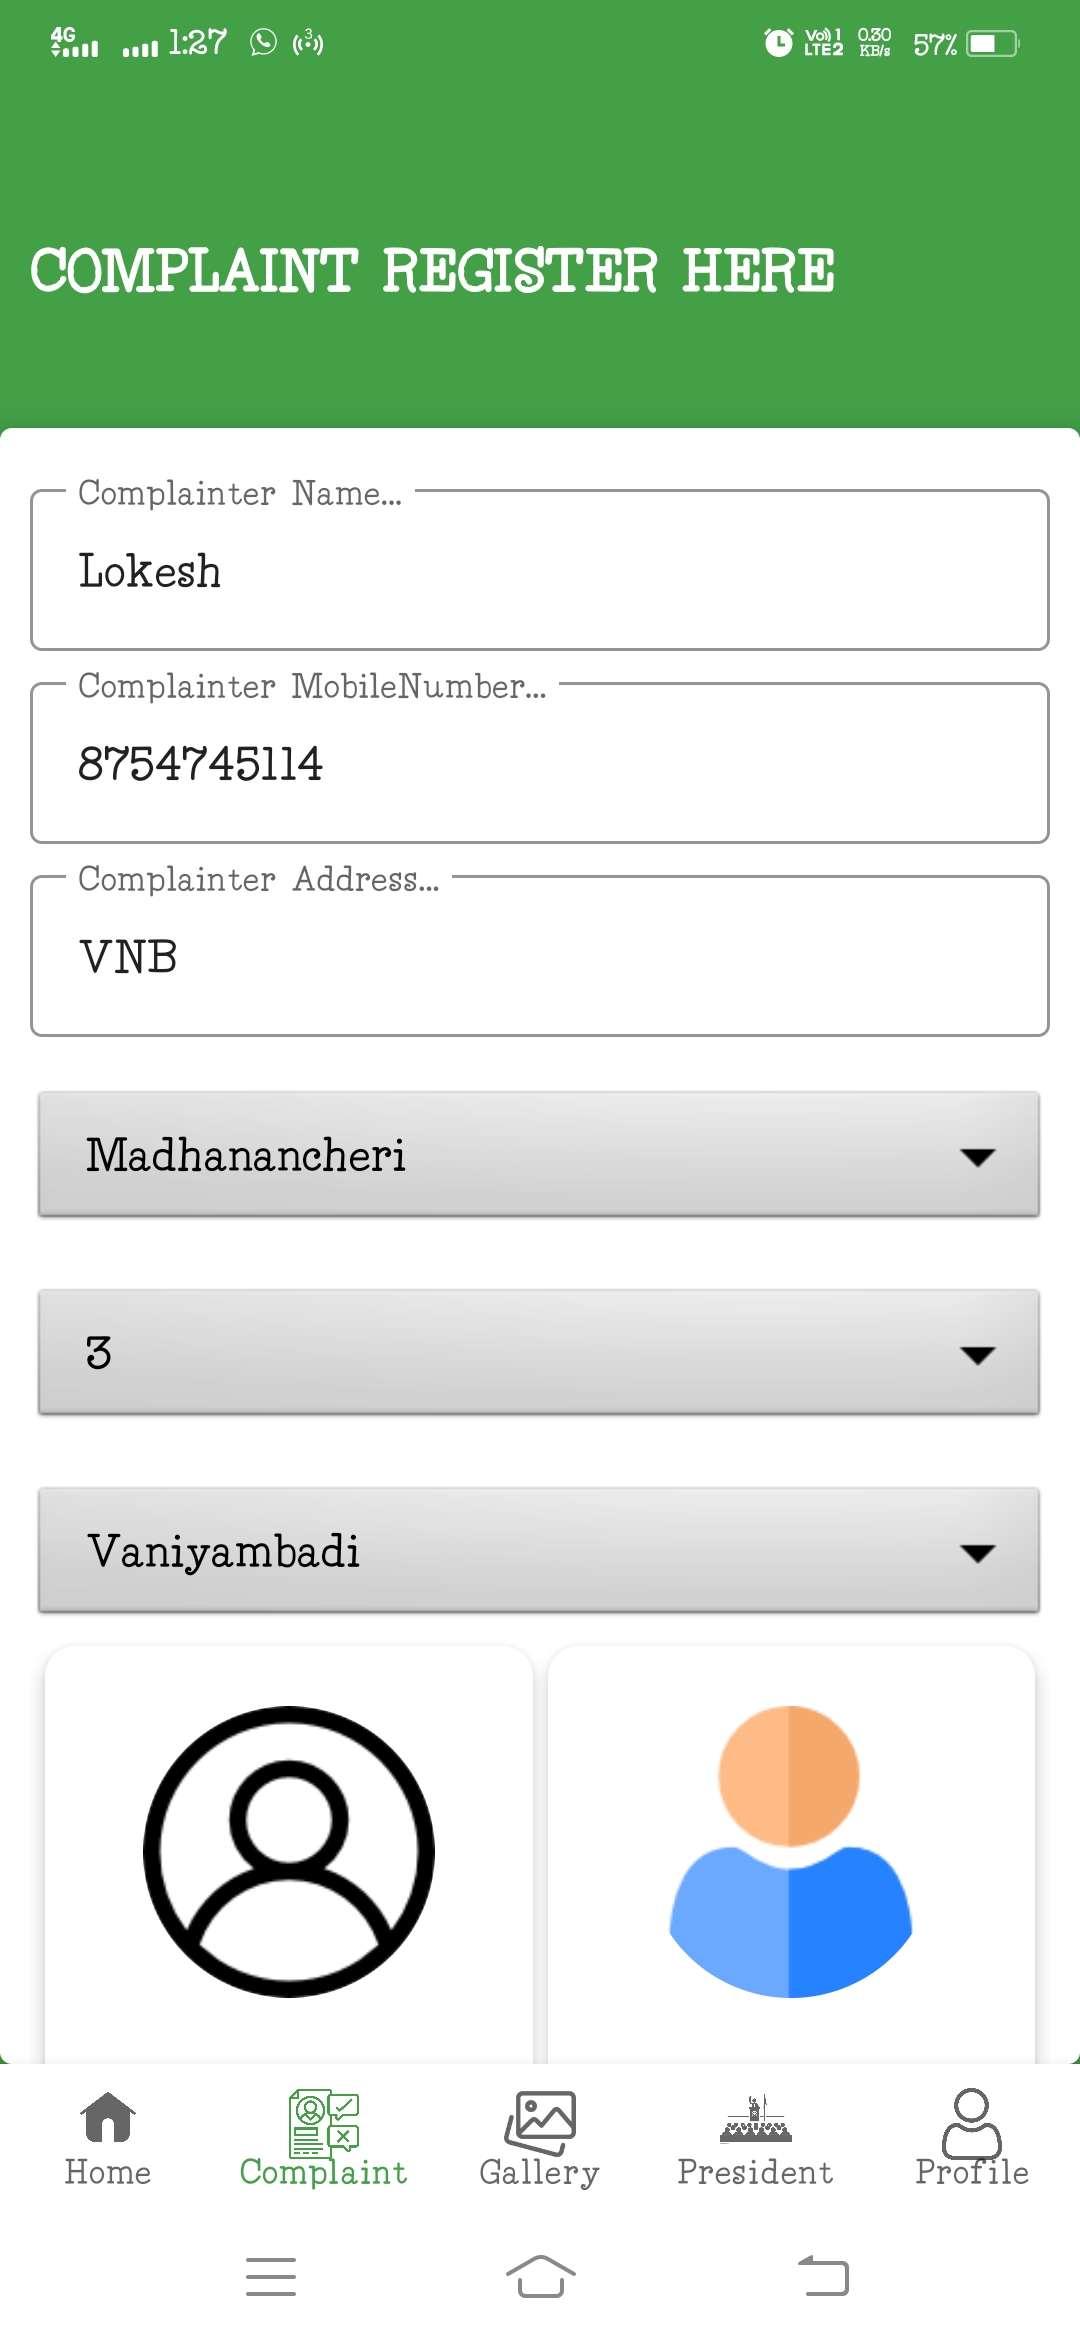 4G 1:27 3 Vo)) 1 LTE2 0.30 KB/s 57%
COMPLAINT REGISTER HERE
Complainter Name...
Lokesh
Complainter MobileNumber...
8754745114
Complainter Address...
VNB
Madhanancheri
3
Vaniyambadi
Home Complaint Gallery President Profile